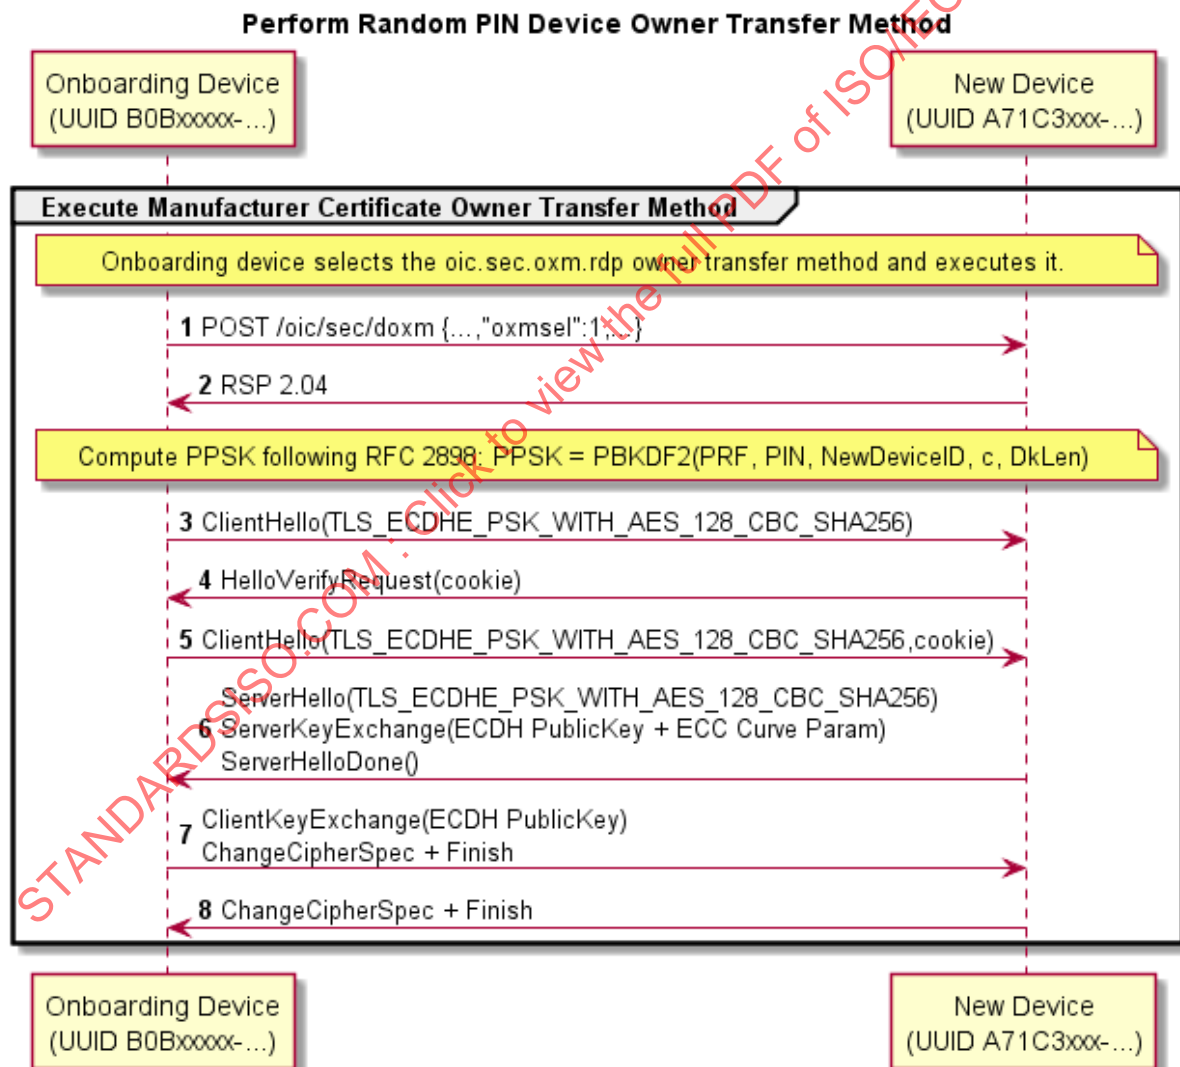 Perform Random PIN Device Owner Transfer Method
Onboarding Device
(UUID B0Bxxxxx-...)
New Device
(UUID A71C3xxx-...)
Execute Manufacturer Certificate Owner Transfer Method
Onboarding device selects the oic.sec.oxm.rdp owner transfer method and executes it.
1 POST /oic/sec/doxm {...,"oxmsel":1,...}
2 RSP 2.04
Compute PPSK following RFC 2898: PPSK = PBKDF2(PRF, PIN, NewDeviceID, c, DkLen)
3 ClientHello(TLS_ECDHE_PSK_WITH_AES_128_CBC_SHA256)
4 HelloVerifyRequest(cookie)
5 ClientHello(TLS_ECDHE_PSK_WITH_AES_128_CBC_SHA256,cookie)
ServerHello(TLS_ECDHE_PSK_WITH_AES_128_CBC_SHA256)
6 ServerKeyExchange(ECDH PublicKey + ECC Curve Param)
ServerHelloDone()
7 ClientKeyExchange(ECDH PublicKey)
ChangeCipherSpec + Finish
8 ChangeCipherSpec + Finish
Onboarding Device
(UUID B0Bxxxxx-...)
New Device
(UUID A71C3xxx-...)
STANDARDSISO.COM : Click to view the full PDF of ISO/IEC